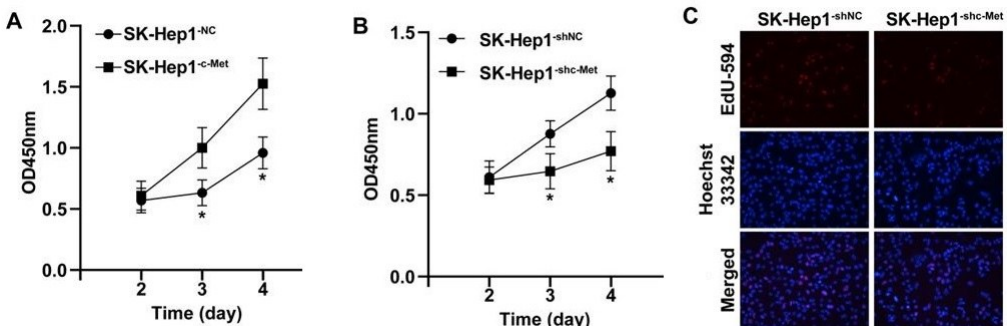 A
2.0
1.5
1.0
0.5
0.0
OD450nm
SK-Hep1-NC
SK-Hep1-c-Met
*
*
2 3 4
Time (day)
B
1.5
1.0
0.5
0.0
OD450nm
SK-Hep1-shNC
SK-Hep1-shc-Met
*
*
2 3 4
Time (day)
C
SK-Hep1-shNC SK-Hep1-shc-Met
EdU-594
Hoechst
33342
Merged